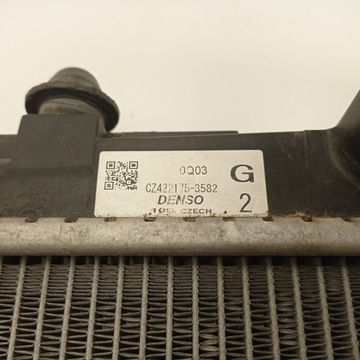 0Q03
G
CZ422175-3582
DENSO
2
CZECH